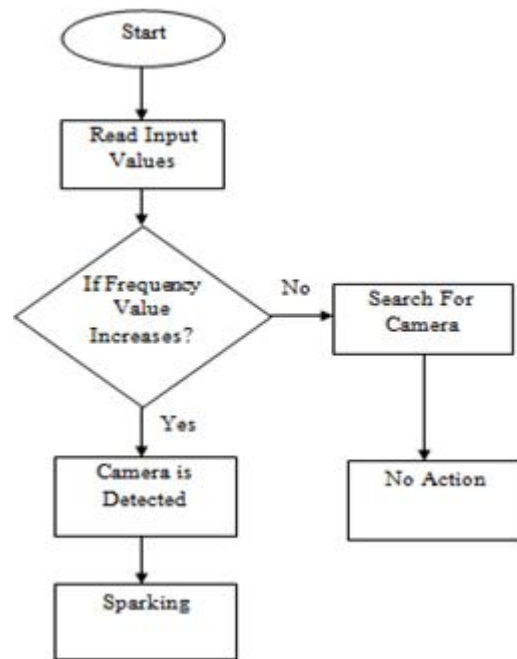 Start
Read Input
Values
If Frequency
Value
Increases?
No
Search For
Camera
Yes
Camera is
Detected
No Action
Sparking